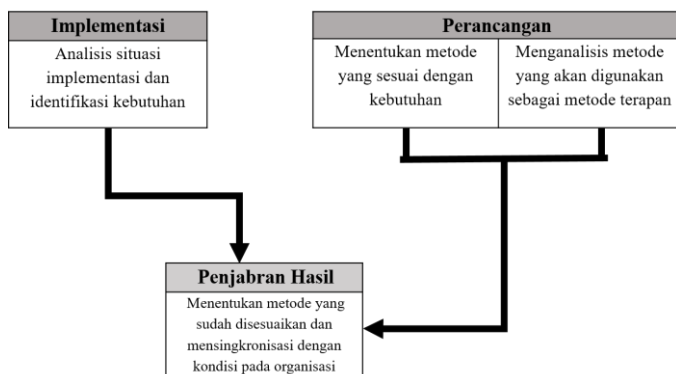 Implementasi
Analisis situasi
implementasi dan
identifikasi kebutuhan
Perancangan
Menentukan metode
yang sesuai dengan
kebutuhan
Menganalisis metode
yang akan digunakan
sebagai metode terapan
Penjabran Hasil
Menentukan metode yang
sudah disesuaikan dan
mensingkronisasi dengan
kondisi pada organisasi